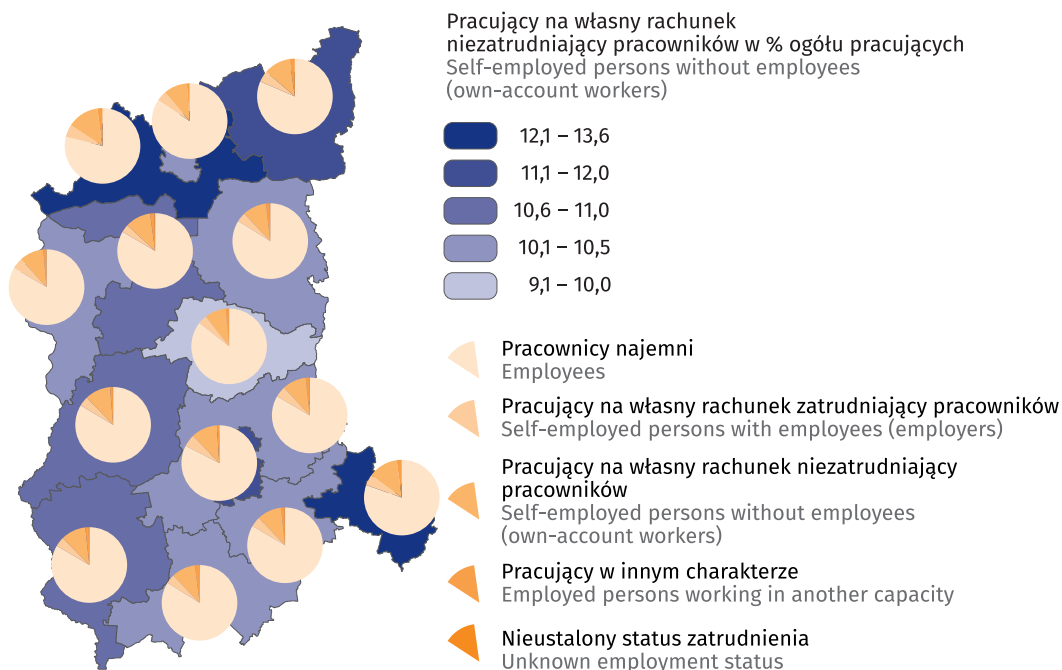 Pracujący na własny rachunek
niezatrudniający pracowników w % ogółu pracujących
Self-employed persons without employees
(own-account workers)
12,1 – 13,6
11,1 – 12,0
10,6 – 11,0
10,1 – 10,5
9,1 – 10,0
Pracownicy najemni
Employees
Pracujący na własny rachunek zatrudniający pracowników
Self-employed persons with employees (employers)
Pracujący na własny rachunek niezatrudniający
pracowników
Self-employed persons without employees
(own-account workers)
Pracujący w innym charakterze
Employed persons working in another capacity
Nieustalony status zatrudnienia
Unknown employment status